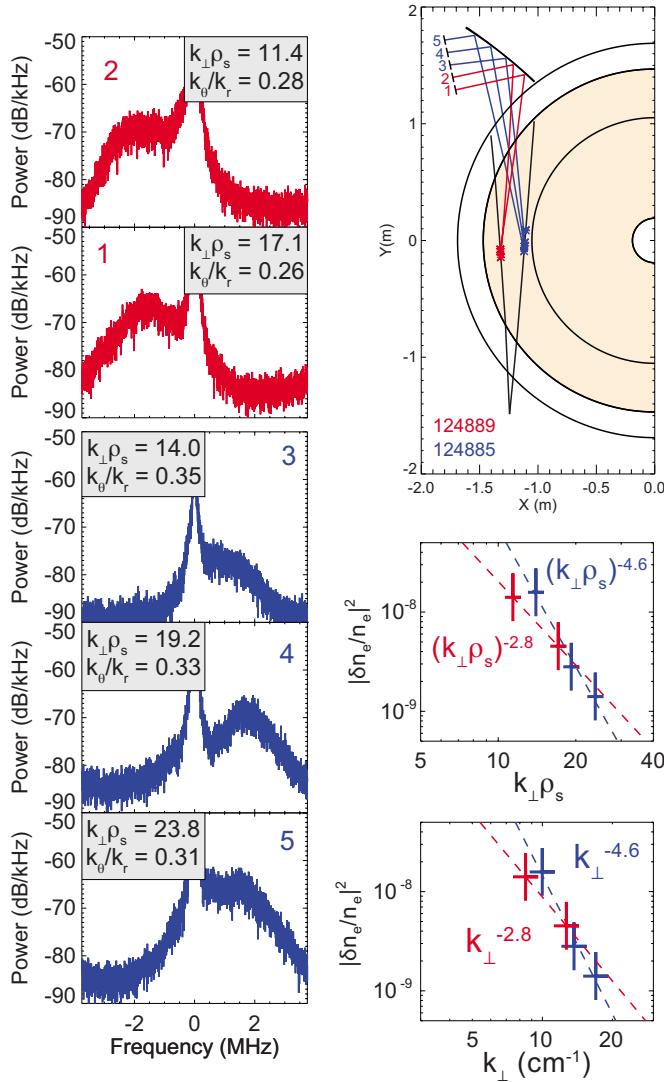 -50
-60
-70
-80
-90
Power (dB/kHz)
2
k⊥ρs = 11.4
kθ/kr = 0.28
-50
-60
-70
-80
-90
Power (dB/kHz)
1
k⊥ρs = 17.1
kθ/kr = 0.26
-50
-60
-70
-80
-90
Power (dB/kHz)
k⊥ρs = 14.0
kθ/kr = 0.35
3
-50
-60
-70
-80
-90
Power (dB/kHz)
k⊥ρs = 19.2
kθ/kr = 0.33
4
-50
-60
-70
-80
-90
Power (dB/kHz)
k⊥ρs = 23.8
kθ/kr = 0.31
5
-2 0 2
Frequency (MHz)
2
1
0
1
2
Y(m)
5
4
3
2
1
124889
124885
-2.0 -1.5 -1.0 -0.5 0.0
X (m)
|δne/ne|²
10⁻⁸
10⁻⁹
(k⊥ρs)⁻⁴·⁶
(k⊥ρs)⁻²·⁸
5 10 20 40
k⊥ρs
|δne/ne|²
10⁻⁸
10⁻⁹
k⊥⁻⁴·⁶
k⊥⁻²·⁸
5 10 20
k⊥ (cm⁻¹)